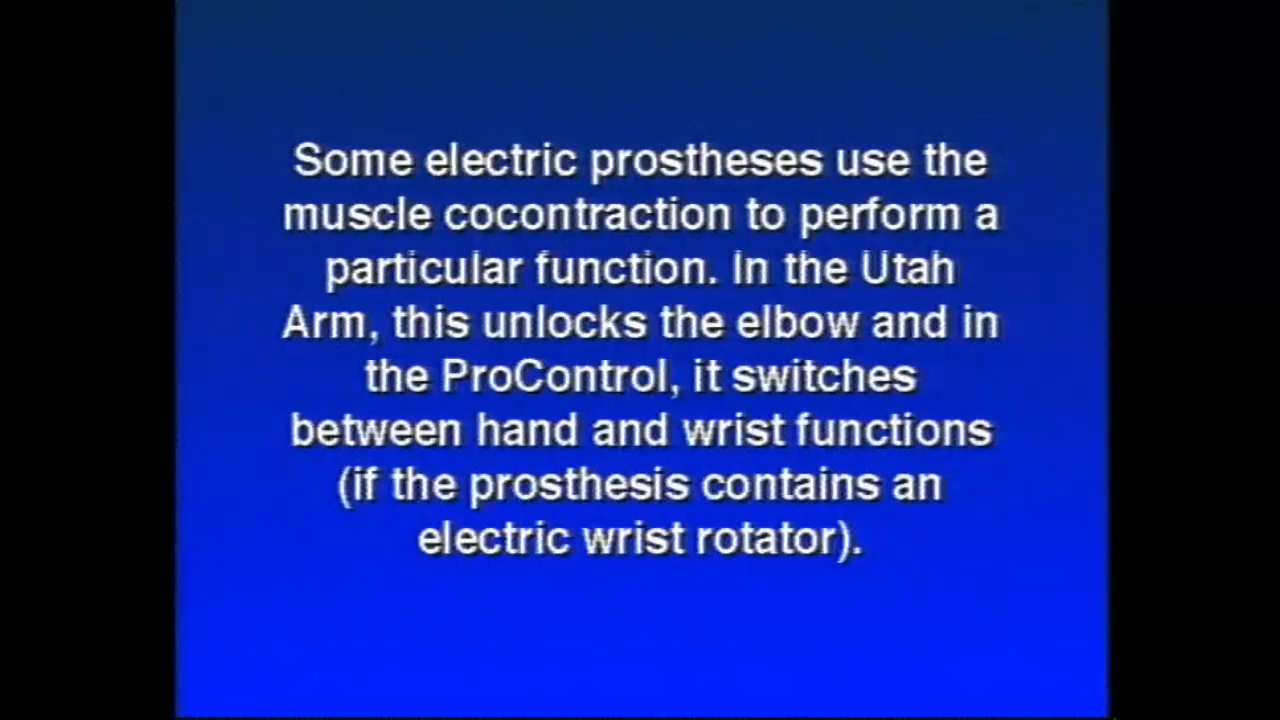 Some electric prostheses use the
muscle cocontraction to perform a
particular function. In the Utah
Arm, this unlocks the elbow and in
the ProControl, it switches
between hand and wrist functions
(if the prosthesis contains an
electric wrist rotator).